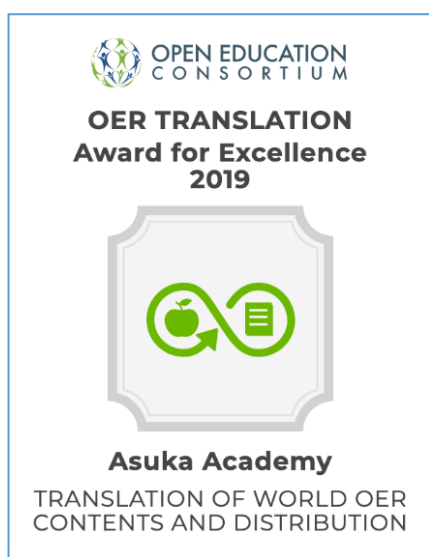 OPEN EDUCATION
CONSORTIUM
OER TRANSLATION
Award for Excellence
2019
Asuka Academy
TRANSLATION OF WORLD OER
CONTENTS AND DISTRIBUTION